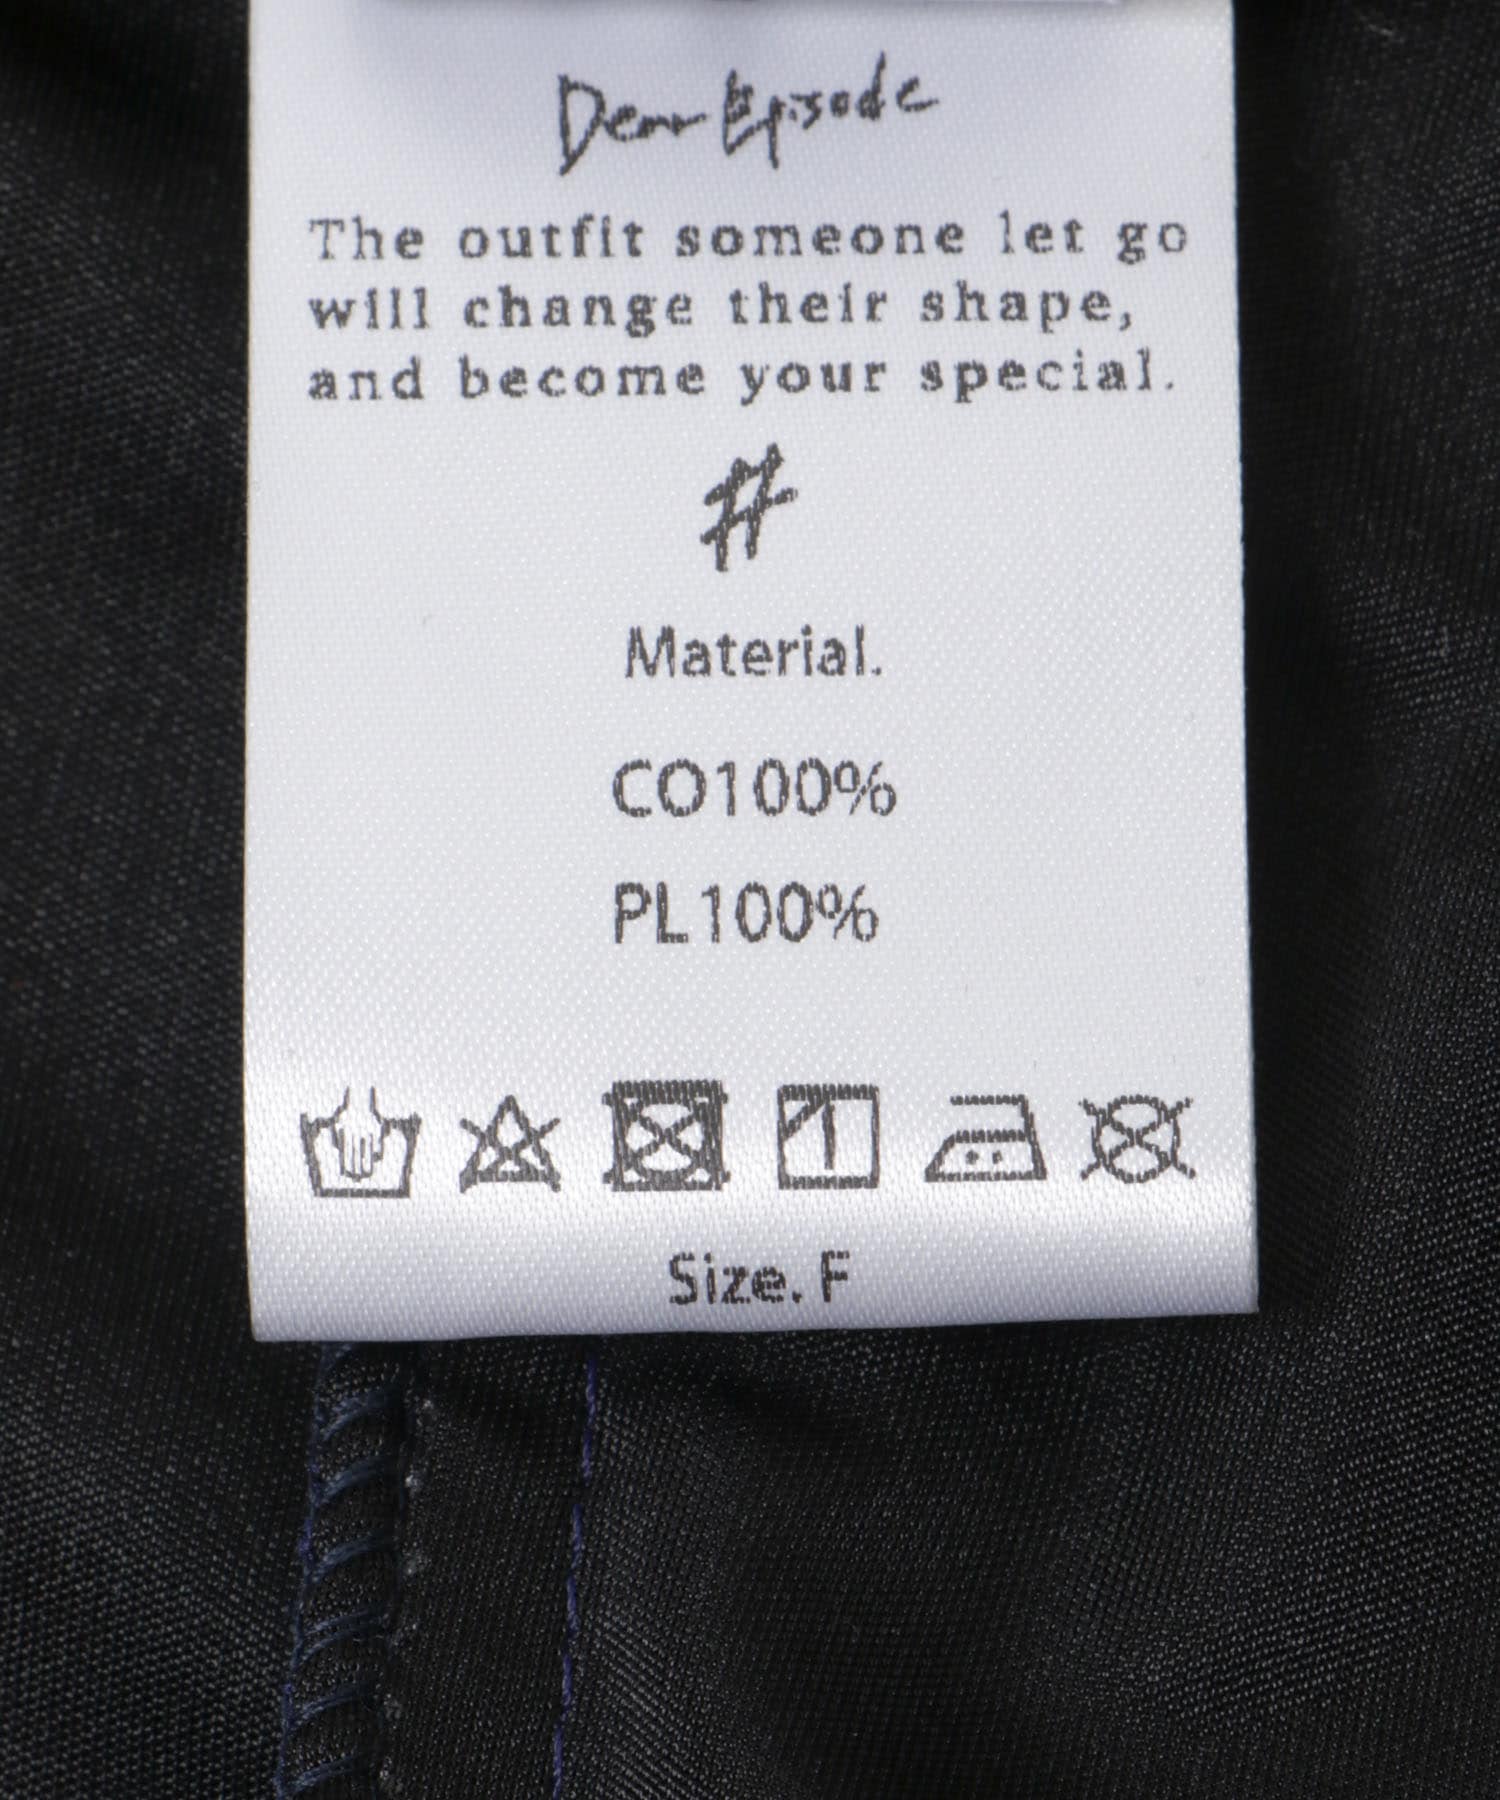 Dear Episode
The outfit someone let go
will change their shape,
and become your special.
#
Material.
CO100%
PL100%
Size. F